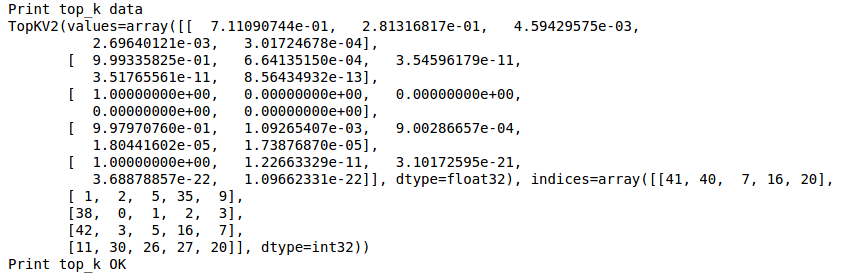 Print top_k data
TopKV2(values=array([[  7.11090744e-01,   2.81316817e-01,   4.59429575e-03,
          2.69640121e-03,   3.01724678e-04],
       [  9.99335825e-01,   6.64135150e-04,   3.54596179e-11,
          3.51765561e-11,   8.56434932e-13],
       [  1.00000000e+00,   0.00000000e+00,   0.00000000e+00,
          0.00000000e+00,   0.00000000e+00],
       [  9.97970760e-01,   1.09265407e-03,   9.00286657e-04,
          1.80441602e-05,   1.73876870e-05],
       [  1.00000000e+00,   1.22663329e-11,   3.10172595e-21,
          3.68878857e-22,   1.09662331e-22]], dtype=float32), indices=array([[41, 40,  7, 16, 20],
       [ 1,  2,  5, 35,  9],
       [38,  0,  1,  2,  3],
       [42,  3,  5, 16,  7],
       [11, 30, 26, 27, 20]], dtype=int32))
Print top_k OK